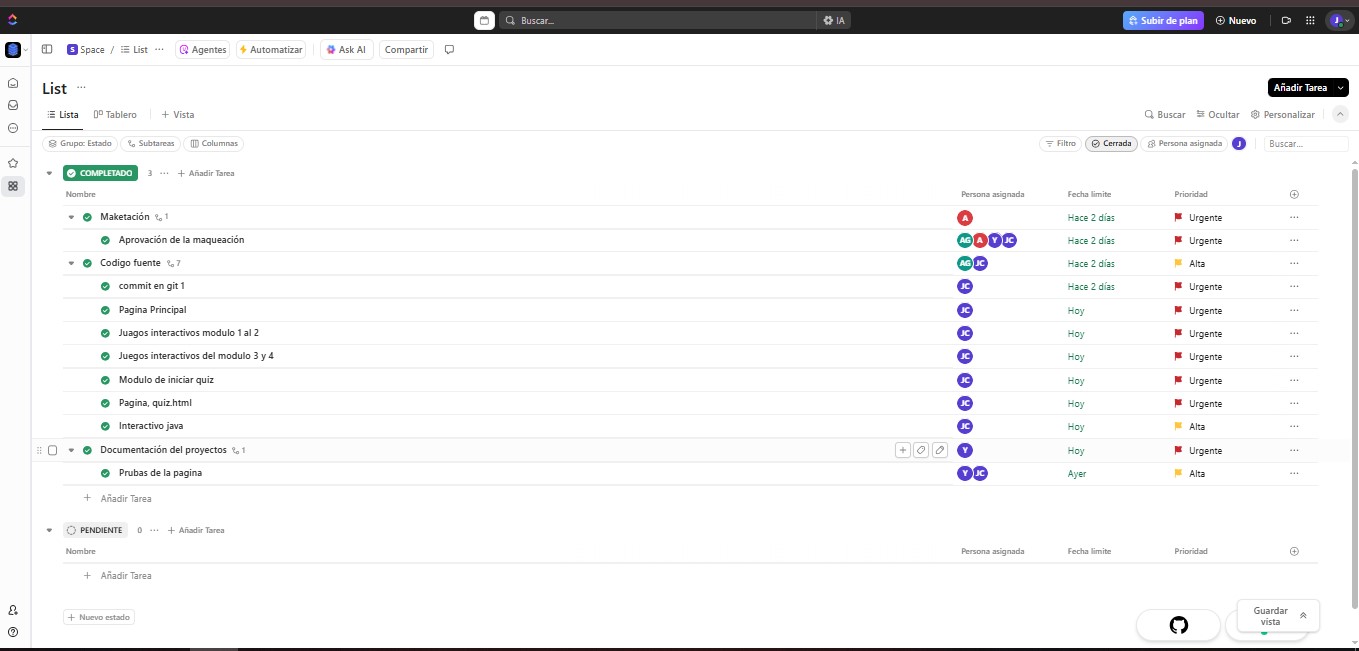 Buscar... IA Subir de plan Nuevo J
S Space / List ... Agentes Automatizar Ask AI Compartir
List ...
Añadir Tarea
Lista Tablero + Vista Buscar Ocultar Personalizar
Grupo: Estado Subtareas Columnas Filtro Cerrada Persona asignada J Buscar...
COMPLETADO 3 ... + Añadir Tarea
Nombre Persona asignada Fecha límite Prioridad
Maketación 1 A Hace 2 días Urgente ...
Aprovación de la maqueación AG A Y JC Hace 2 días Urgente ...
Codigo fuente 7 AG JC Hace 2 días Alta ...
commit en git 1 JC Hace 2 días Urgente ...
Pagina Principal JC Hoy Urgente ...
Juagos interactivos modulo 1 al 2 JC Hoy Urgente ...
Juegos interactivos del modulo 3 y 4 JC Hoy Urgente ...
Modulo de iniciar quiz JC Hoy Urgente ...
Pagina, quiz.html JC Hoy Urgente ...
Interactivo java JC Hoy Alta ...
Documentación del proyectos 1 Y Hoy Urgente ...
Prubas de la pagina Y JC Ayer Alta ...
+ Añadir Tarea
PENDIENTE 0 ... + Añadir Tarea
Nombre Persona asignada Fecha límite Prioridad
+ Añadir Tarea
+ Nuevo estado
Guardar
vista